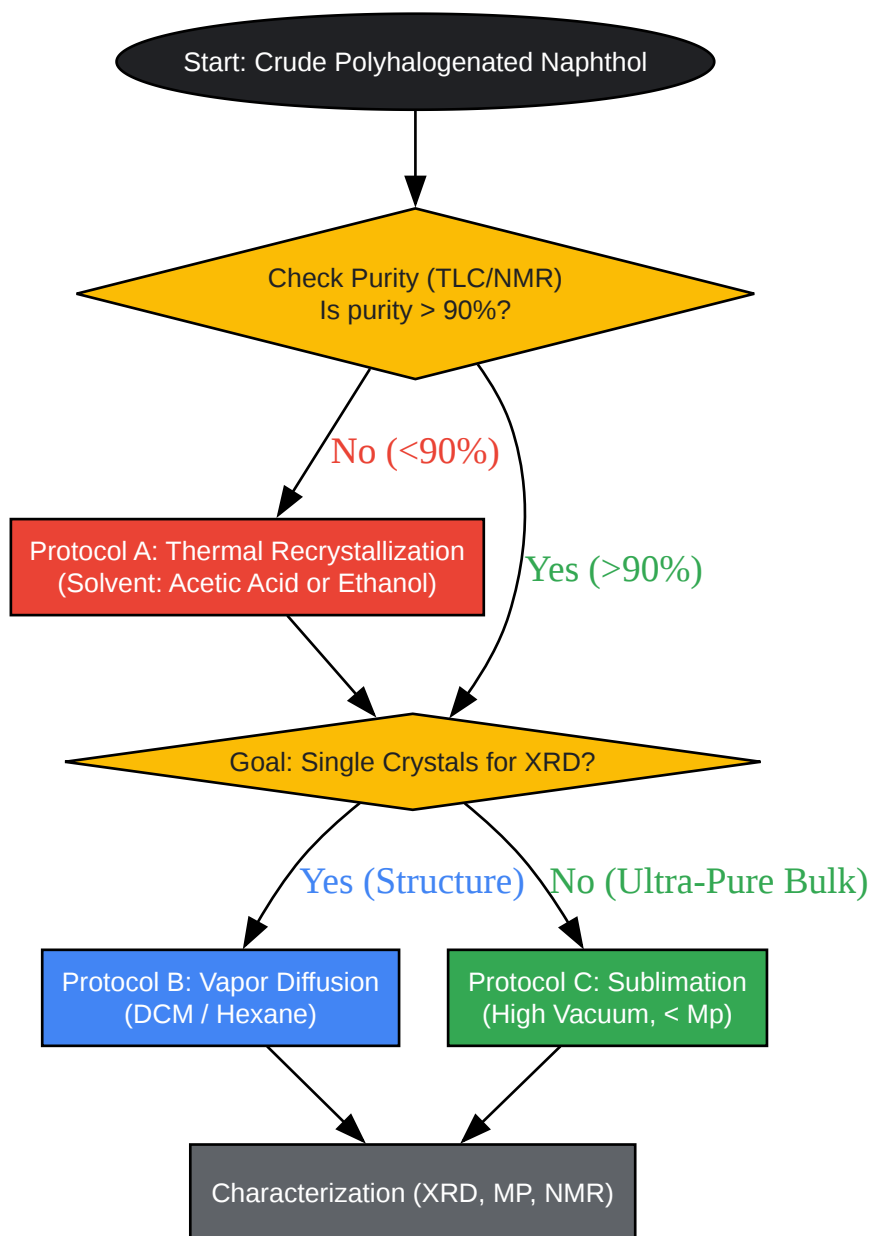 Start: Crude Polyhalogenated Naphthol
Check Purity (TLC/NMR)
Is purity > 90%?
No (<90%)
Protocol A: Thermal Recrystallization
(Solvent: Acetic Acid or Ethanol)
Yes (>90%)
Goal: Single Crystals for XRD?
Yes (Structure)
No (Ultra-Pure Bulk)
Protocol B: Vapor Diffusion
(DCM / Hexane)
Protocol C: Sublimation
(High Vacuum, < Mp)
Characterization (XRD, MP, NMR)